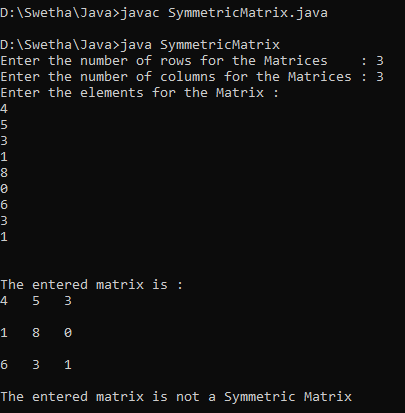 D:\Swetha\Java>javac SymmetricMatrix.java
D:\Swetha\Java>java SymmetricMatrix
Enter the number of rows for the Matrices    : 3
Enter the number of columns for the Matrices : 3
Enter the elements for the Matrix :
4
5
3
1
8
0
6
3
1
The entered matrix is :
4   5   3
1   8   0
6   3   1
The entered matrix is not a Symmetric Matrix